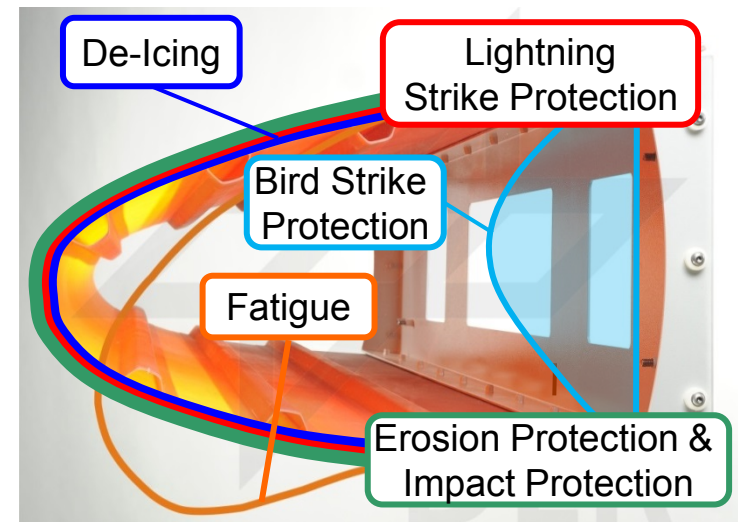 De-Icing
Lightning
Strike Protection
Bird Strike
Protection
Fatigue
Erosion Protection &
Impact Protection